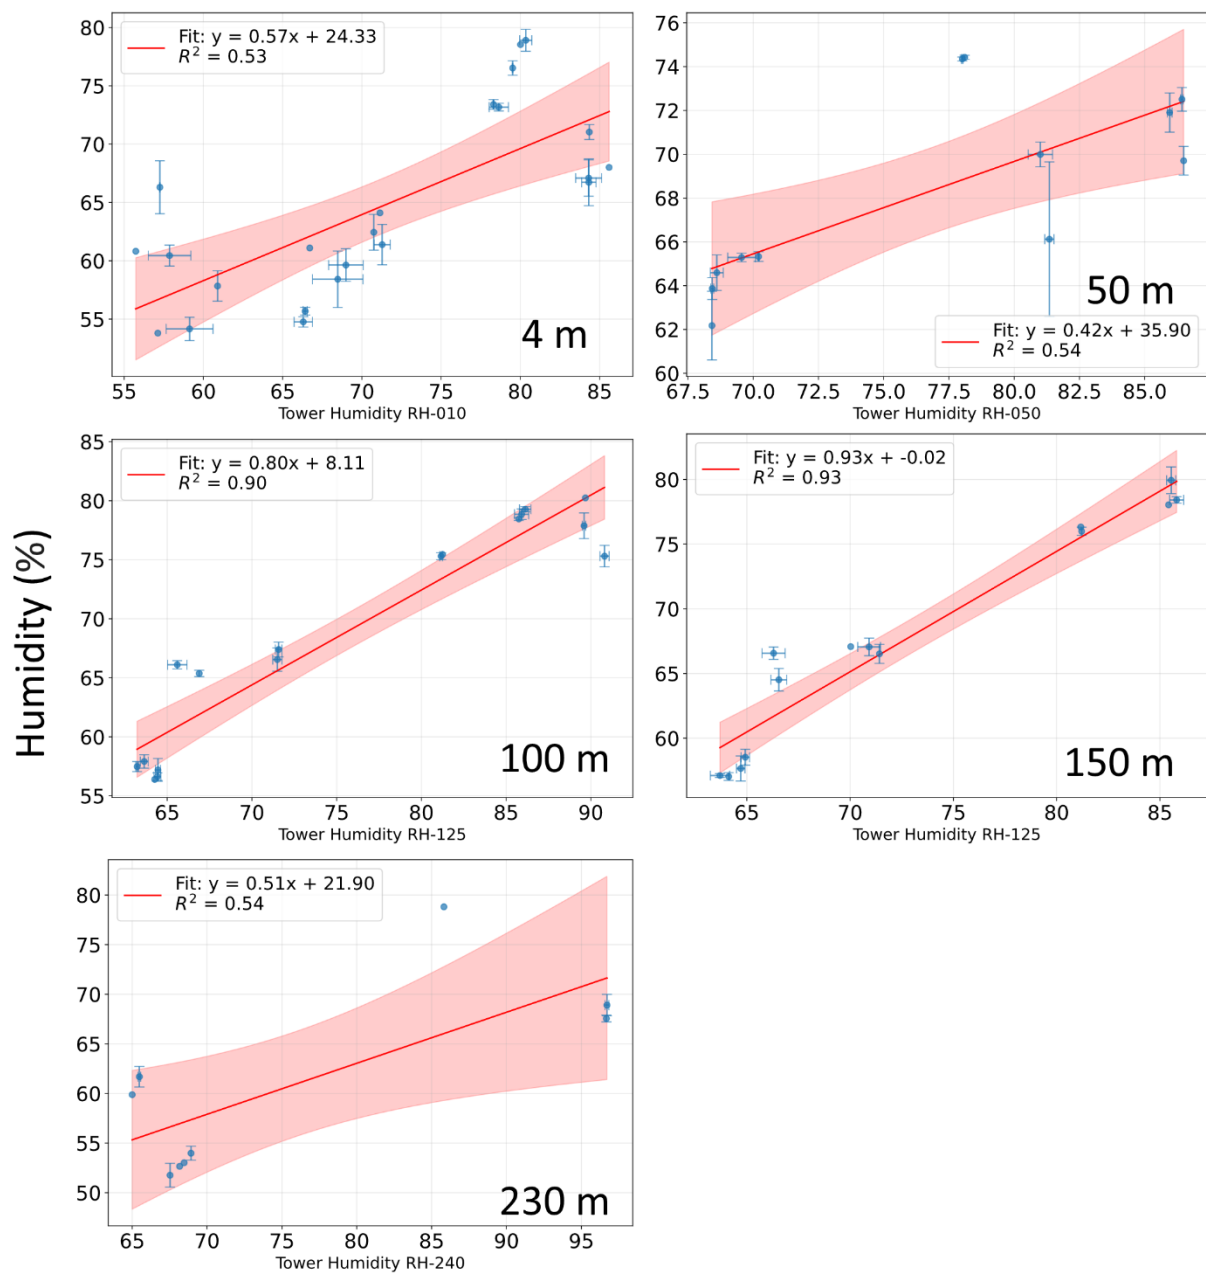 Humidity (%)
80
75
70
65
60
55
Fit: y = 0.57x + 24.33
R² = 0.53
4 m
55 60 65 70 75 80 85
Tower Humidity RH-010
76
74
72
70
68
66
64
62
60
50 m
Fit: y = 0.42x + 35.90
R² = 0.54
67.5 70.0 72.5 75.0 77.5 80.0 82.5 85.0
Tower Humidity RH-050
85
80
75
70
65
60
55
Fit: y = 0.80x + 8.11
R² = 0.90
100 m
65 70 75 80 85 90
Tower Humidity RH-125
80
75
70
65
60
Fit: y = 0.93x + -0.02
R² = 0.93
150 m
65 70 75 80 85
Tower Humidity RH-125
80
75
70
65
60
55
50
Fit: y = 0.51x + 21.90
R² = 0.54
230 m
65 70 75 80 85 90 95
Tower Humidity RH-240